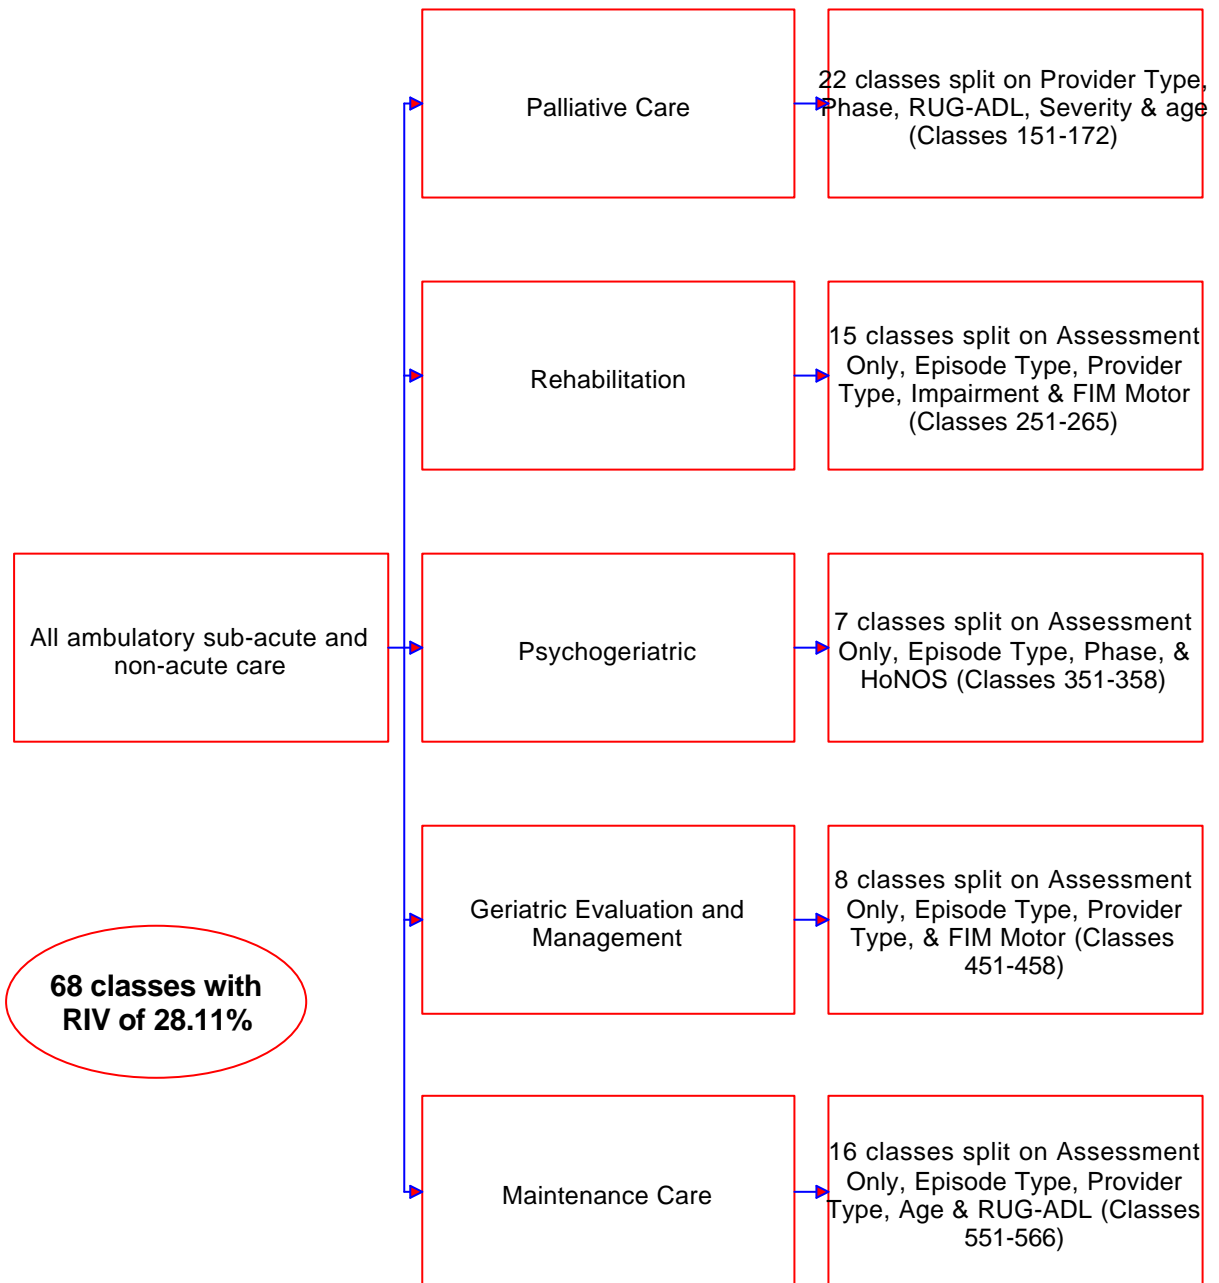 Palliative Care
22 classes split on Provider Type,
Phase, RUG-ADL, Severity & age
(Classes 151-172)
Rehabilitation
15 classes split on Assessment
Only, Episode Type, Provider
Type, Impairment & FIM Motor
(Classes 251-265)
All ambulatory sub-acute and
non-acute care
Psychogeriatric
7 classes split on Assessment
Only, Episode Type, Phase, &
HoNOS (Classes 351-358)
Geriatric Evaluation and
Management
8 classes split on Assessment
Only, Episode Type, Provider
Type, & FIM Motor (Classes
451-458)
68 classes with
RIV of 28.11%
Maintenance Care
16 classes split on Assessment
Only, Episode Type, Provider
Type, Age & RUG-ADL (Classes
551-566)